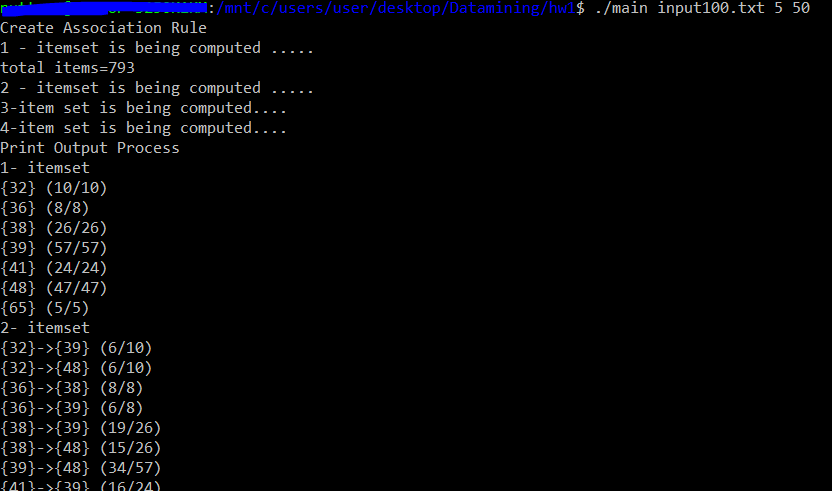 :/mnt/c/users/user/desktop/Datamining/hw1$ ./main input100.txt 5 50
Create Association Rule
1 - itemset is being computed .....
total items=793
2 - itemset is being computed .....
3-item set is being computed....
4-item set is being computed....
Print Output Process
1- itemset
{32} (10/10)
{36} (8/8)
{38} (26/26)
{39} (57/57)
{41} (24/24)
{48} (47/47)
{65} (5/5)
2- itemset
{32}->{39} (6/10)
{32}->{48} (6/10)
{36}->{38} (8/8)
{36}->{39} (6/8)
{38}->{39} (19/26)
{38}->{48} (15/26)
{39}->{48} (34/57)
{41}->{39} (16/24)